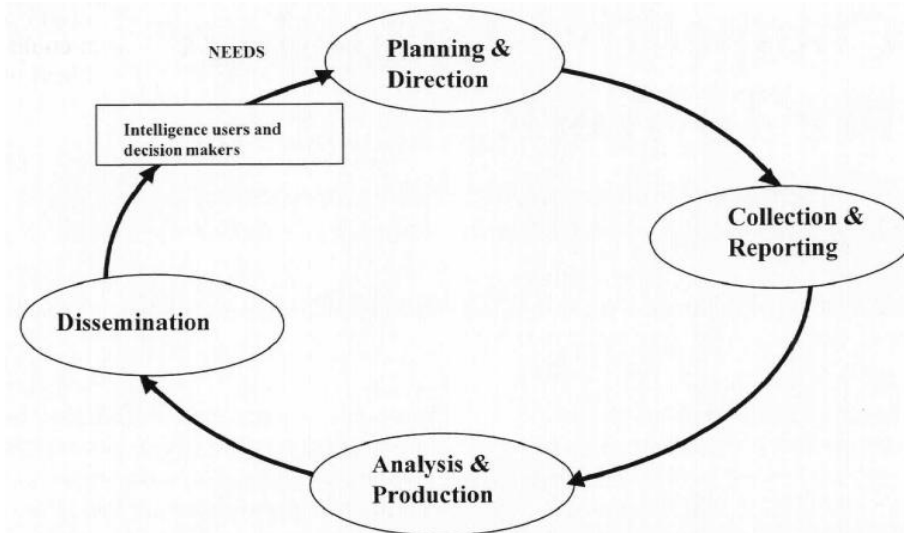 NEEDS
Planning &
Direction
Intelligence users and
decision makers
Collection &
Reporting
Dissemination
Analysis &
Production